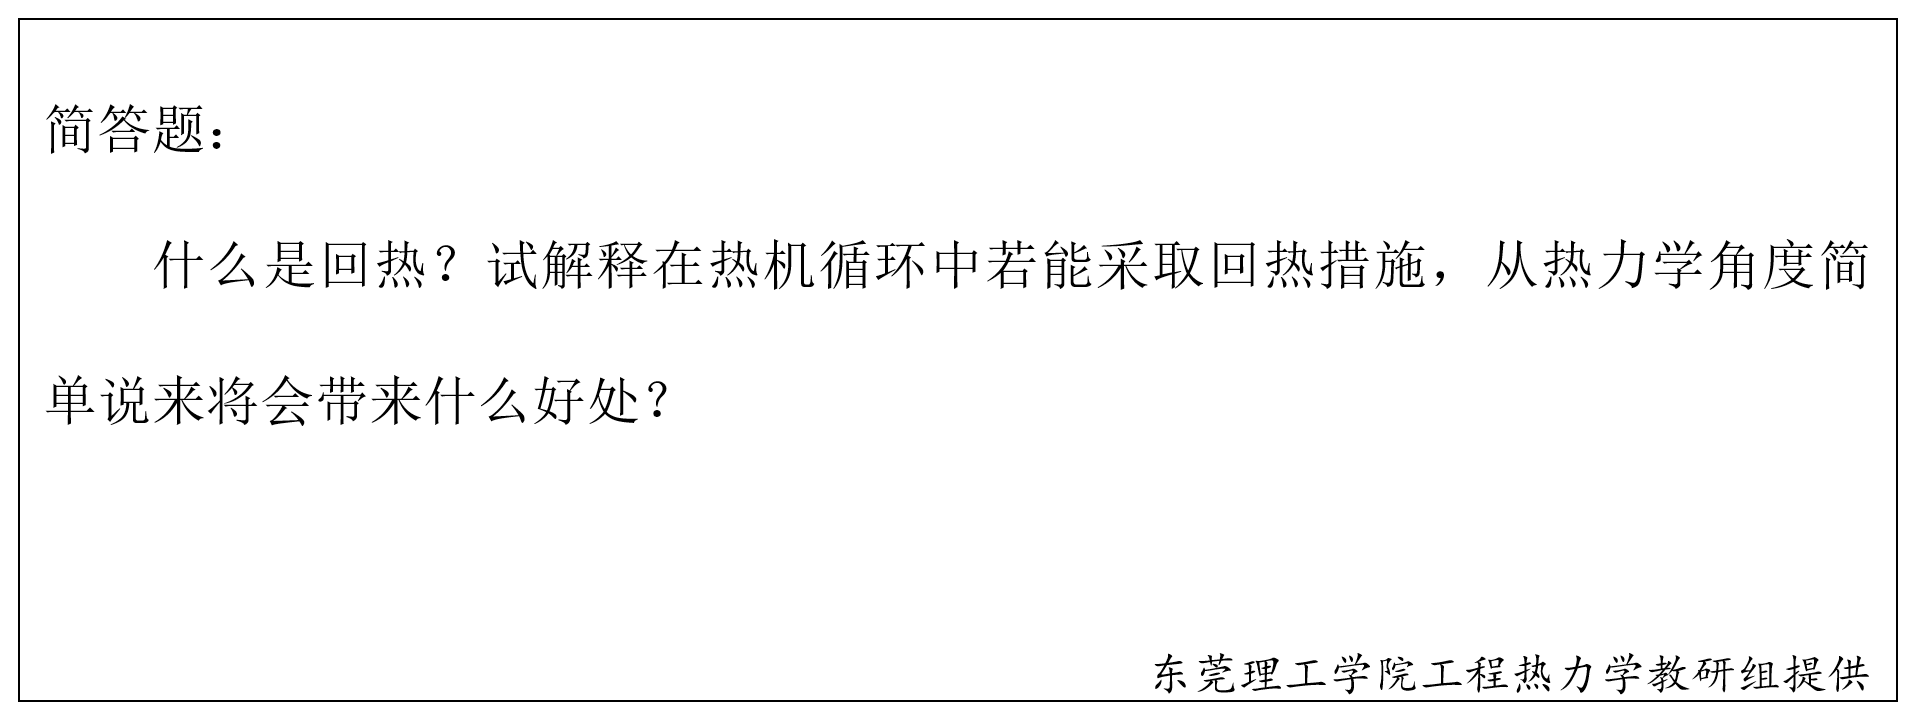 简答题：
什么是回热？试解释在热机循环中若能采取回热措施，从热力学角度简
单说来将会带来什么好处？
东莞理工学院工程热力学教研组提供